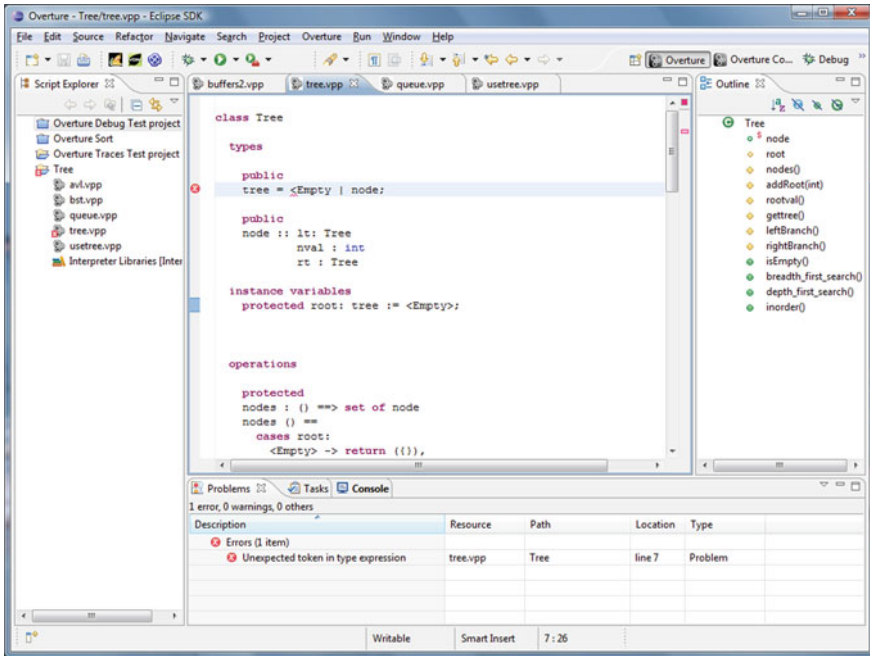 Overture - Tree/tree.vpp - Eclipse SDK
File Edit Source Refactor Navigate Search Project Overture Run Window Help
Overture Overture Co... Debug
Script Explorer
Overture Debug Test project
Overture Sort
Overture Traces Test project
Tree
avl.vpp
bst.vpp
queue.vpp
tree.vpp
usetree.vpp
Interpreter Libraries [Inter
buffers2.vpp tree.vpp queue.vpp usetree.vpp
class Tree
types
public
tree = <Empty | node;
public
node :: lt: Tree
nval : int
rt : Tree
instance variables
protected root: tree := <Empty>;
operations
protected
nodes : () ==> set of node
nodes () ==
cases root:
<Empty> -> return ({}),
Outline
Tree
node
root
nodes()
addRoot(int)
rootval()
gettree()
leftBranch()
rightBranch()
isEmpty()
breadth_first_search()
depth_first_search()
inorder()
Problems Tasks Console
1 error, 0 warnings, 0 others
Description Resource Path Location Type
Errors (1 item)
Unexpected token in type expression tree.vpp Tree line 7 Problem
Writable Smart Insert 7 : 26